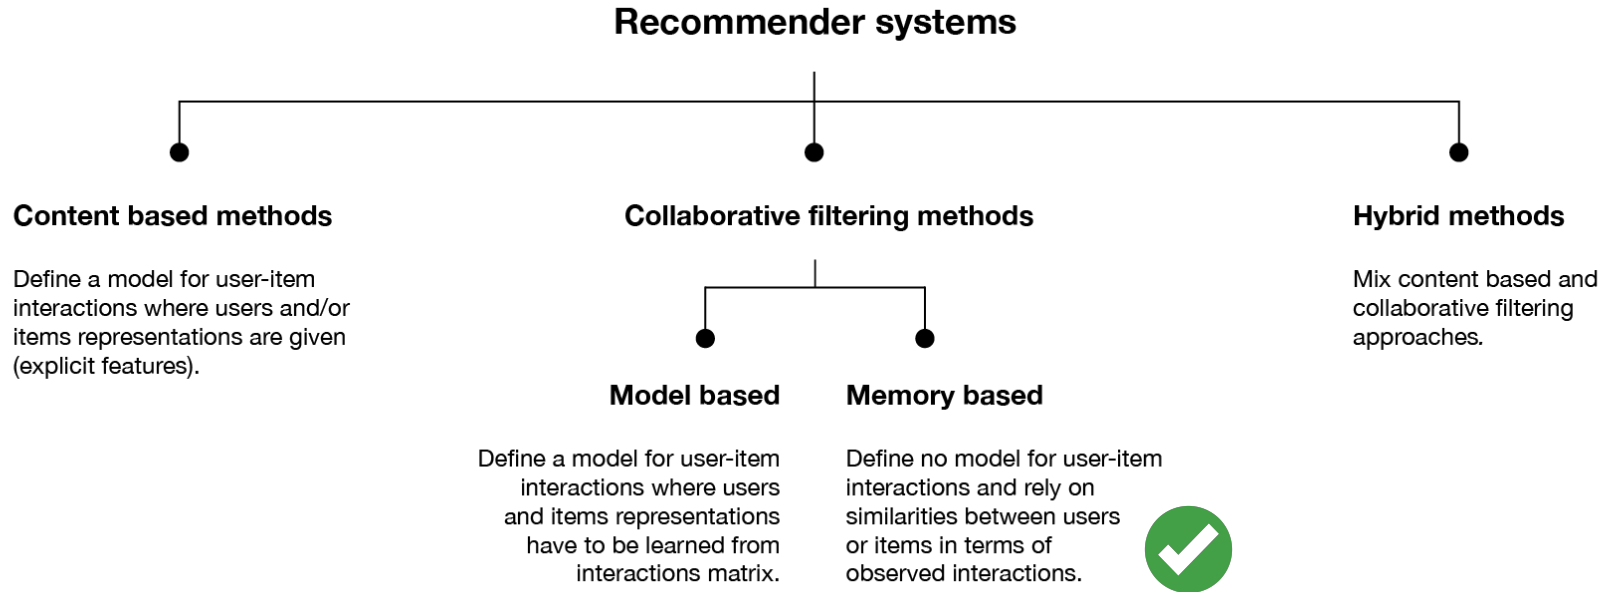 Recommender systems
Content based methods
Define a model for user-item
interactions where users and/or
items representations are given
(explicit features).
Collaborative filtering methods
Model based
Define a model for user-item
interactions where users
and items representations
have to be learned from
interactions matrix.
Memory based
Define no model for user-item
interactions and rely on
similarities between users
or items in terms of
observed interactions.
Hybrid methods
Mix content based and
collaborative filtering
approaches.